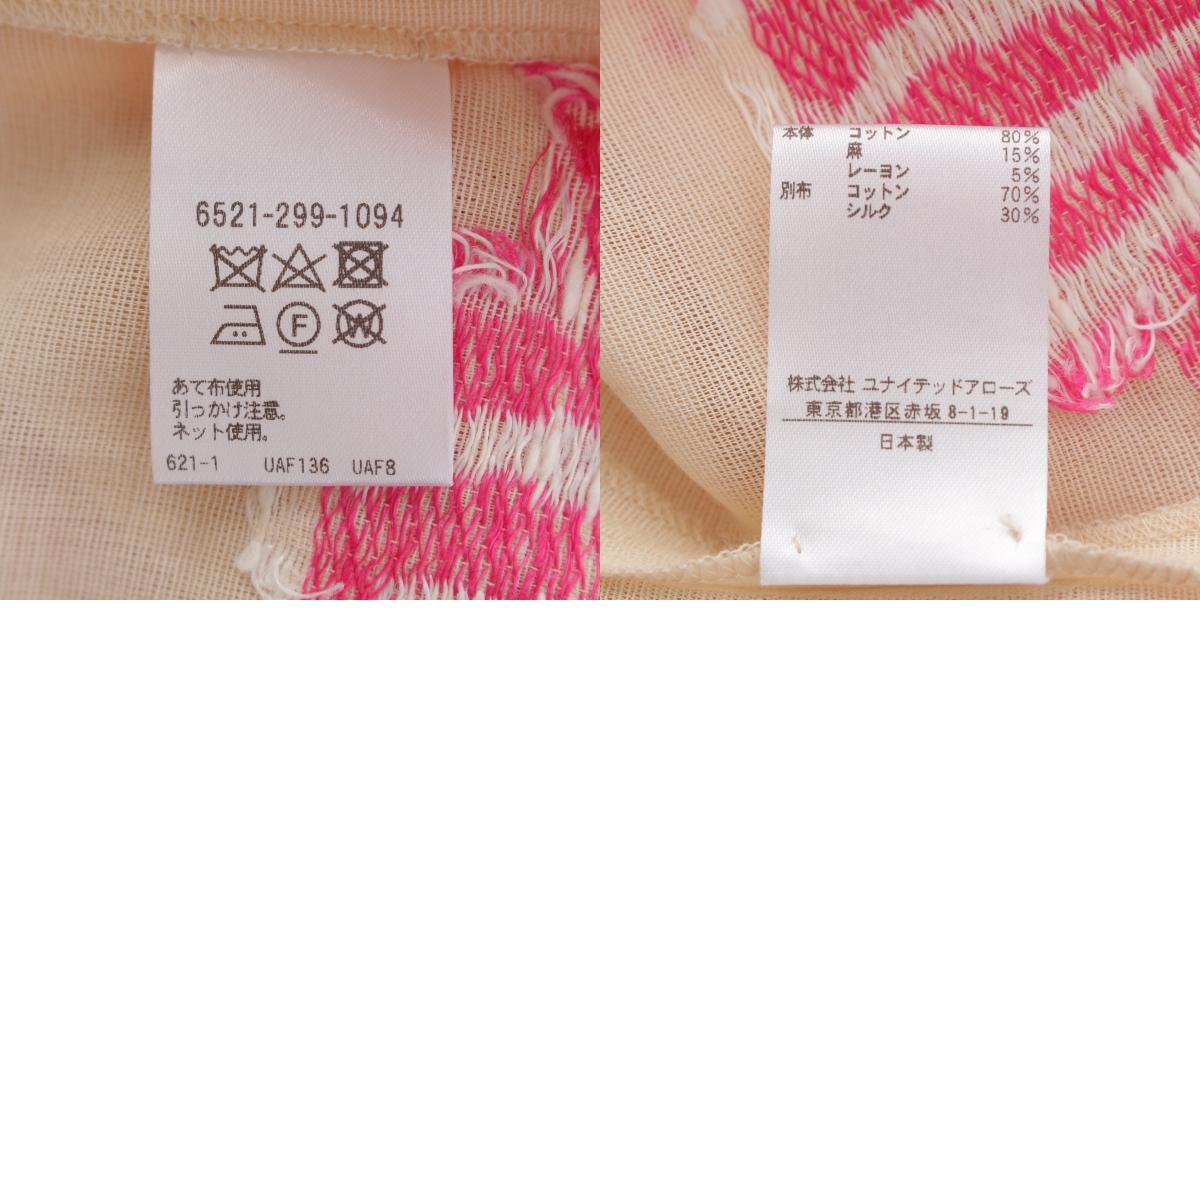 6521-299-1094
F
W
あて布使用
引っかけ注意。
ネット使用。
621-1 UAF136 UAF8
本体 コットン 80%
麻 15%
レーヨン 5%
別布 コットン 70%
シルク 30%
株式会社 ユナイテッドアローズ
東京都港区赤坂 8-1-19
日本製